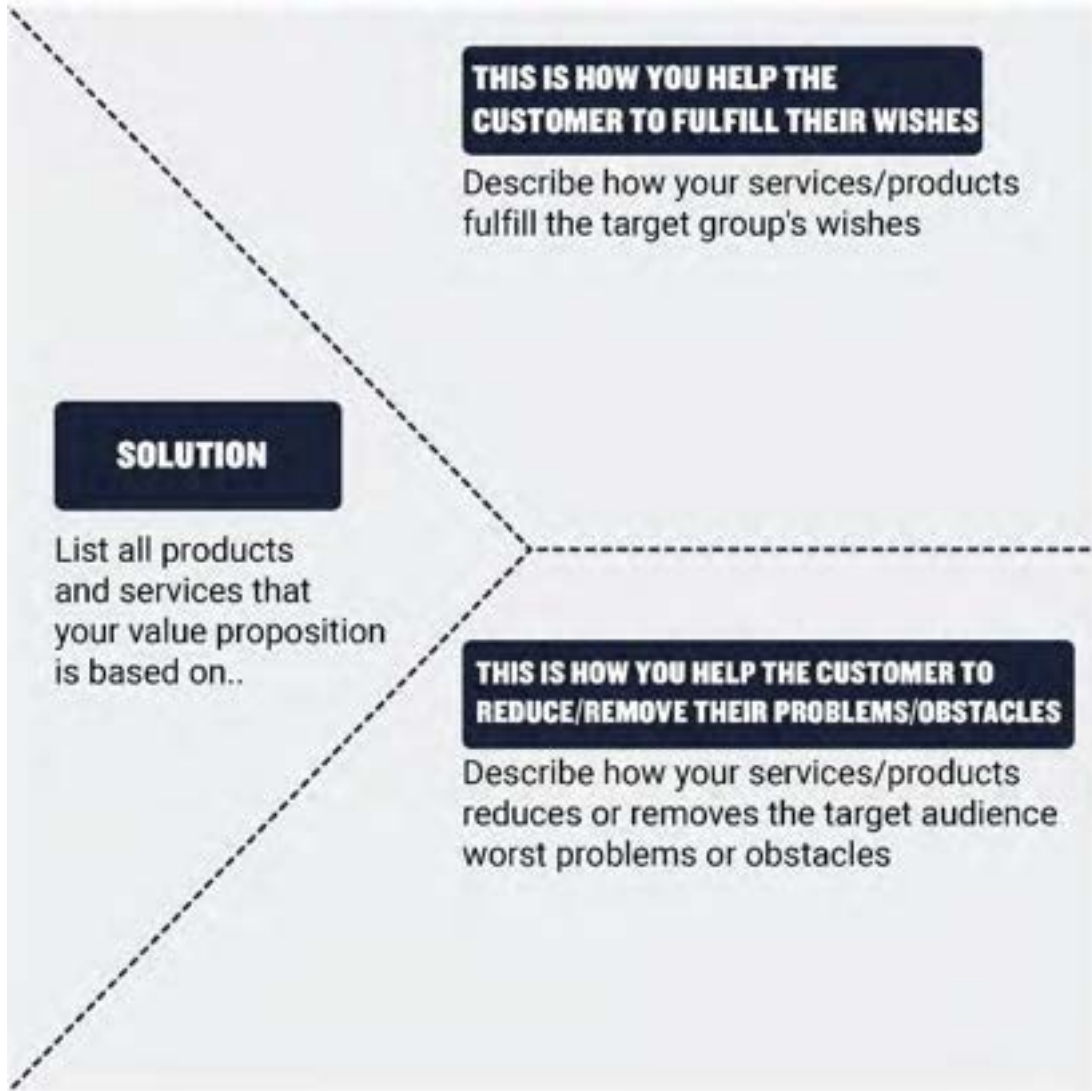 THIS IS HOW YOU HELP THE
CUSTOMER TO FULFILL THEIR WISHES
Describe how your services/products
fulfill the target group's wishes
SOLUTION
List all products
and services that
your value proposition
is based on..
THIS IS HOW YOU HELP THE CUSTOMER TO
REDUCE/REMOVE THEIR PROBLEMS/OBSTACLES
Describe how your services/products
reduces or removes the target audience
worst problems or obstacles